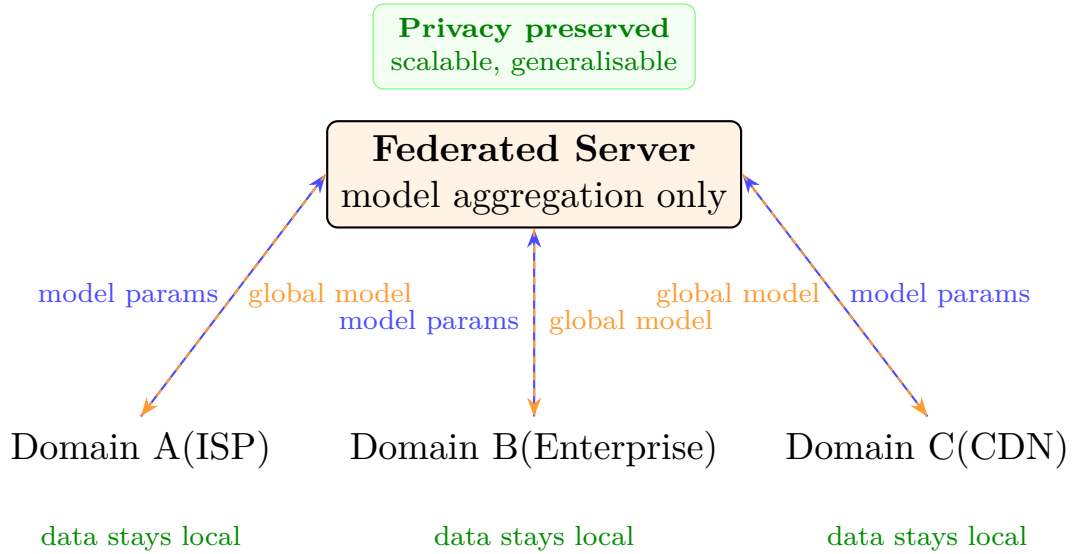 Privacy preserved
scalable, generalisable
Federated Server
model aggregation only
model params
global model
global model
model params
model params
global model
Domain A(ISP)
Domain B(Enterprise)
Domain C(CDN)
data stays local
data stays local
data stays local